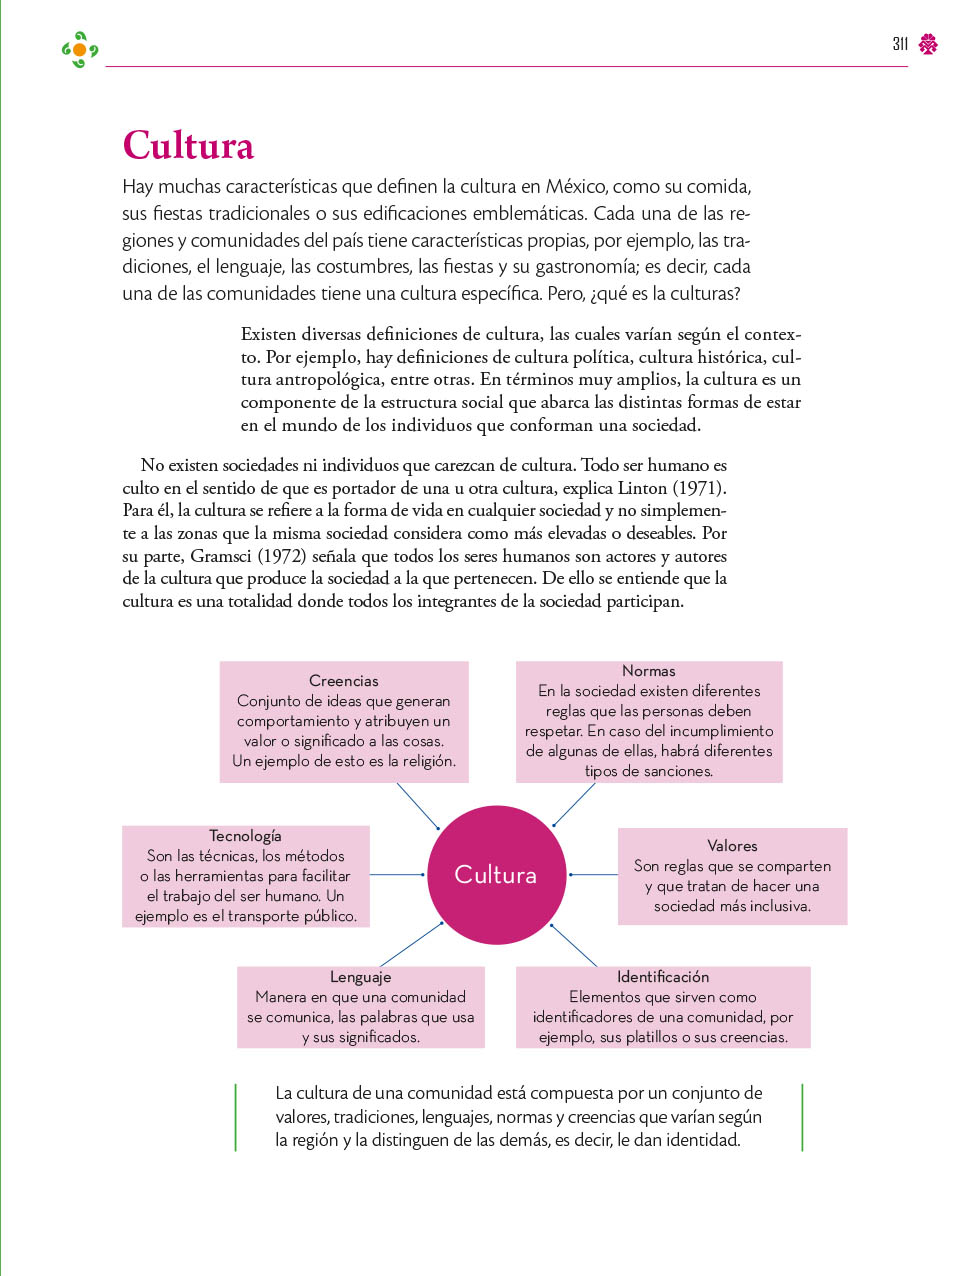 311
Cultura
Hay muchas características que definen la cultura en México, como su comida,
sus fiestas tradicionales o sus edificaciones emblemáticas. Cada una de las re-
giones y comunidades del país tiene características propias, por ejemplo, las tra-
diciones, el lenguaje, las costumbres, las fiestas y su gastronomía; es decir, cada
una de las comunidades tiene una cultura específica. Pero, ¿qué es la culturas?
Existen diversas definiciones de cultura, las cuales varían según el contex-
to. Por ejemplo, hay definiciones de cultura política, cultura histórica, cul-
tura antropológica, entre otras. En términos muy amplios, la cultura es un
componente de la estructura social que abarca las distintas formas de estar
en el mundo de los individuos que conforman una sociedad.
No existen sociedades ni individuos que carezcan de cultura. Todo ser humano es
culto en el sentido de que es portador de una u otra cultura, explica Linton (1971).
Para él, la cultura se refiere a la forma de vida en cualquier sociedad y no simplemen-
te a las zonas que la misma sociedad considera como más elevadas o deseables. Por
su parte, Gramsci (1972) señala que todos los seres humanos son actores y autores
de la cultura que produce la sociedad a la que pertenecen. De ello se entiende que la
cultura es una totalidad donde todos los integrantes de la sociedad participan.
Creencias
Conjunto de ideas que generan
comportamiento y atribuyen un
valor o significado a las cosas.
Un ejemplo de esto es la religión.
Normas
En la sociedad existen diferentes
reglas que las personas deben
respetar. En caso del incumplimiento
de algunas de ellas, habrá diferentes
tipos de sanciones.
Tecnología
Son las técnicas, los métodos
o las herramientas para facilitar
el trabajo del ser humano. Un
ejemplo es el transporte público.
Cultura
Valores
Son reglas que se comparten
y que tratan de hacer una
sociedad más inclusiva.
Lenguaje
Manera en que una comunidad
se comunica, las palabras que usa
y sus significados.
Identificación
Elementos que sirven como
identificadores de una comunidad, por
ejemplo, sus platillos o sus creencias.
La cultura de una comunidad está compuesta por un conjunto de
valores, tradiciones, lenguajes, normas y creencias que varían según
la región y la distinguen de las demás, es decir, le dan identidad.